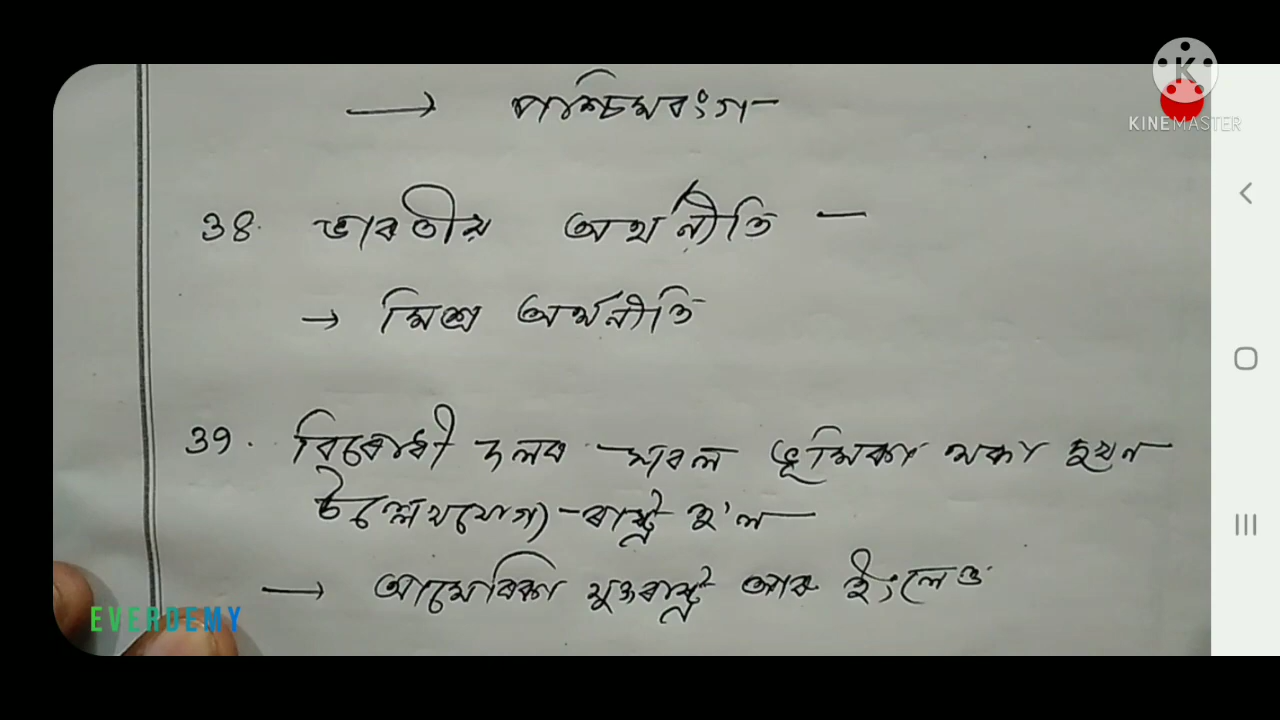 → পশ্চিমবংগ
38. ভাৰতীয় অৰ্থনীতি —
→ মিশ্ৰ অৰ্থনীতি
39. বিৰোধী দলৰ সবল ভূমিকা থকা দুখন
উল্লেখযোগ্য ৰাষ্ট্ৰ হ'ল —
→ আমেৰিকা যুক্তৰাষ্ট্ৰ আৰু ইংলেণ্ড
KINEMASTER
EVERDEMY